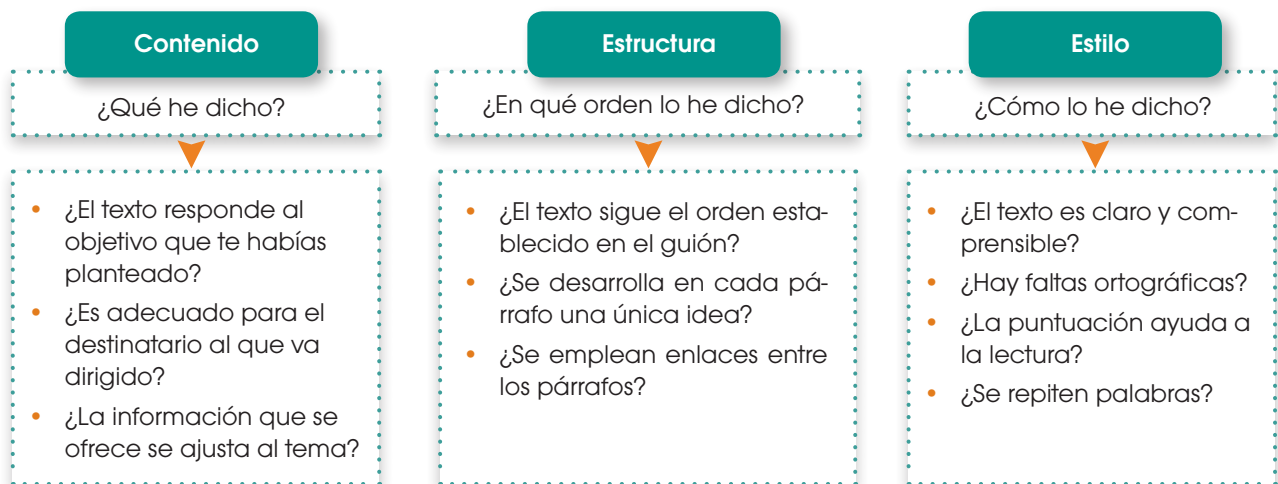 Contenido
¿Qué he dicho?
• ¿El texto responde al
objetivo que te habías
planteado?
• ¿Es adecuado para el
destinatario al que va
dirigido?
• ¿La información que se
ofrece se ajusta al tema?
Estructura
¿En qué orden lo he dicho?
• ¿El texto sigue el orden esta-
blecido en el guión?
• ¿Se desarrolla en cada pá-
rrafo una única idea?
• ¿Se emplean enlaces entre
los párrafos?
Estilo
¿Cómo lo he dicho?
• ¿El texto es claro y com-
prensible?
• ¿Hay faltas ortográficas?
• ¿La puntuación ayuda a
la lectura?
• ¿Se repiten palabras?